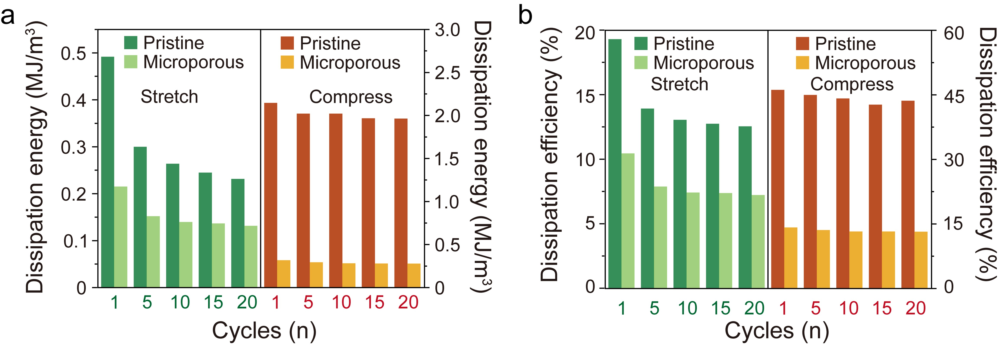 a
Dissipation energy (MJ/m³)
0.5
0.4
0.3
0.2
0.1
0
Pristine
Microporous
Stretch
Pristine
Microporous
Compress
3.0
2.5
2.0
1.5
1.0
0.5
0
Dissipation energy (MJ/m³)
1 5 10 15 20 1 5 10 15 20
Cycles (n)
b
Dissipation efficiency (%)
20
15
10
5
0
Pristine
Microporous
Stretch
Pristine
Microporous
Compress
60
45
30
15
0
Dissipation efficiency (%)
1 5 10 15 20 1 5 10 15 20
Cycles (n)